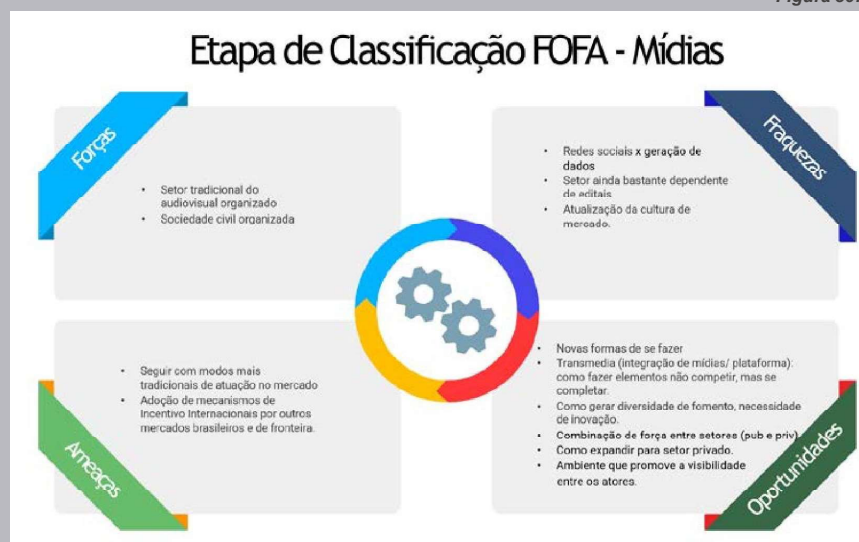 Figura
Etapa de Classificação FOFA - Mídias
Forças
• Setor tradicional do
audiovisual organizado
• Sociedade civil organizada
Fraquezas
• Redes sociais x geração de
dados
• Setor ainda bastante dependente
de editais
• Atualização da cultura de
mercado.
Ameaças
• Seguir com modos mais
tradicionais de atuação no mercado
• Adoção de mecanismos de
Incentivo Internacionais por outros
mercados brasileiros e de fronteira.
Oportunidades
• Novas formas de se fazer
• Transmedia (integração de mídias/ plataforma):
como fazer elementos não competir, mas se
completar.
• Como gerar diversidade de fomento, necessidade
de inovação.
• Combinação de força entre setores (pub e priv)
• Como expandir para setor privado.
• Ambiente que promove a visibilidade
entre os atores.